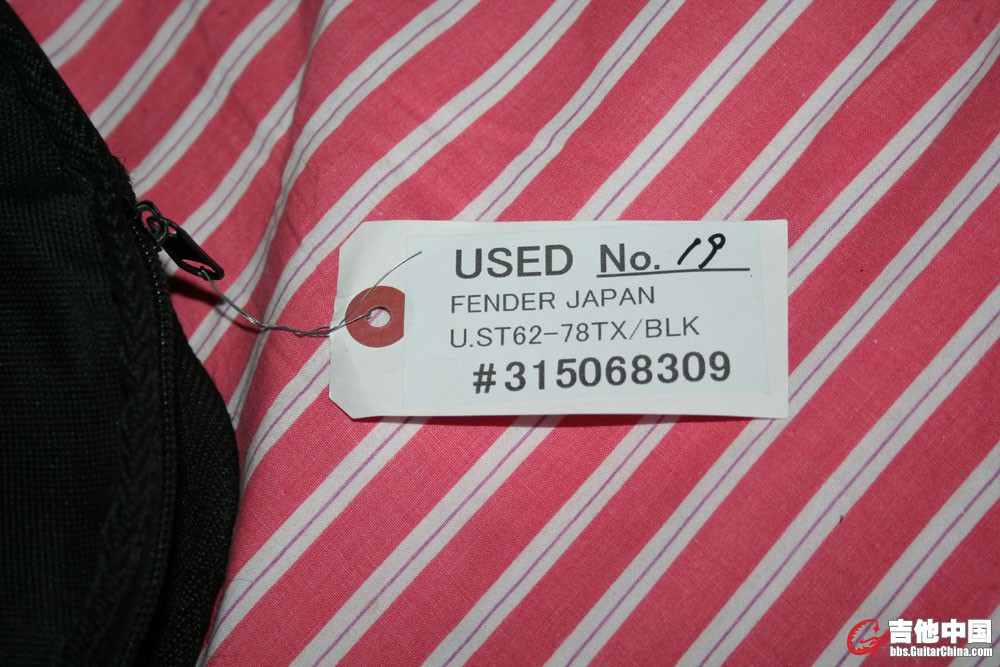 USED No. 19
FENDER JAPAN
U.ST62-78TX/BLK
#315068309
吉他中国
bbs.GuitarChina.com